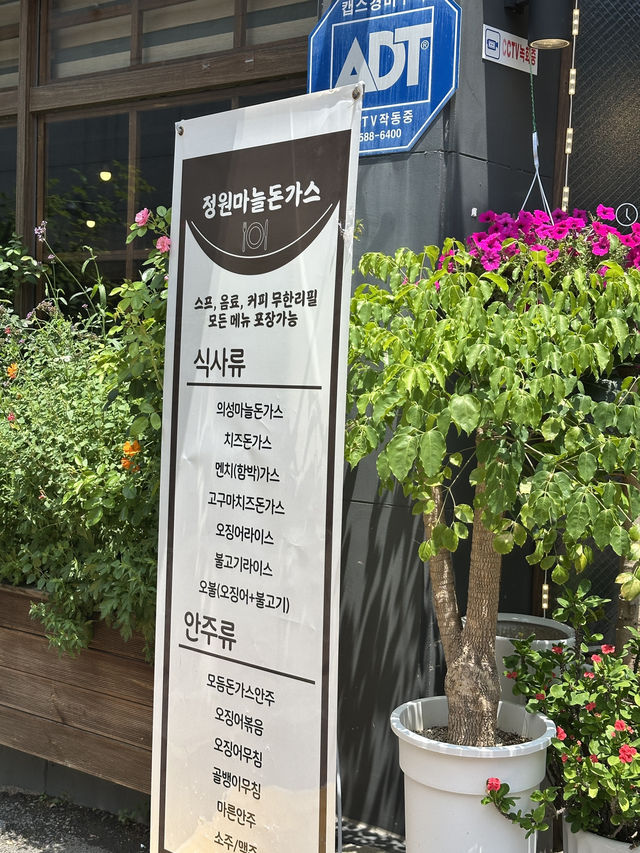 캡스경비구
ADT®
CCTV녹화중
TV작동중
588-6400
정원마늘돈가스
스프, 음료, 커피 무한리필
모든 메뉴 포장가능
식사류
의성마늘돈가스
치즈돈가스
멘치(함박)가스
고구마치즈돈가스
오징어라이스
불고기라이스
오불(오징어+불고기)
안주류
모듬돈가스안주
오징어볶음
오징어무침
골뱅이무침
마른안주
소주/맥주